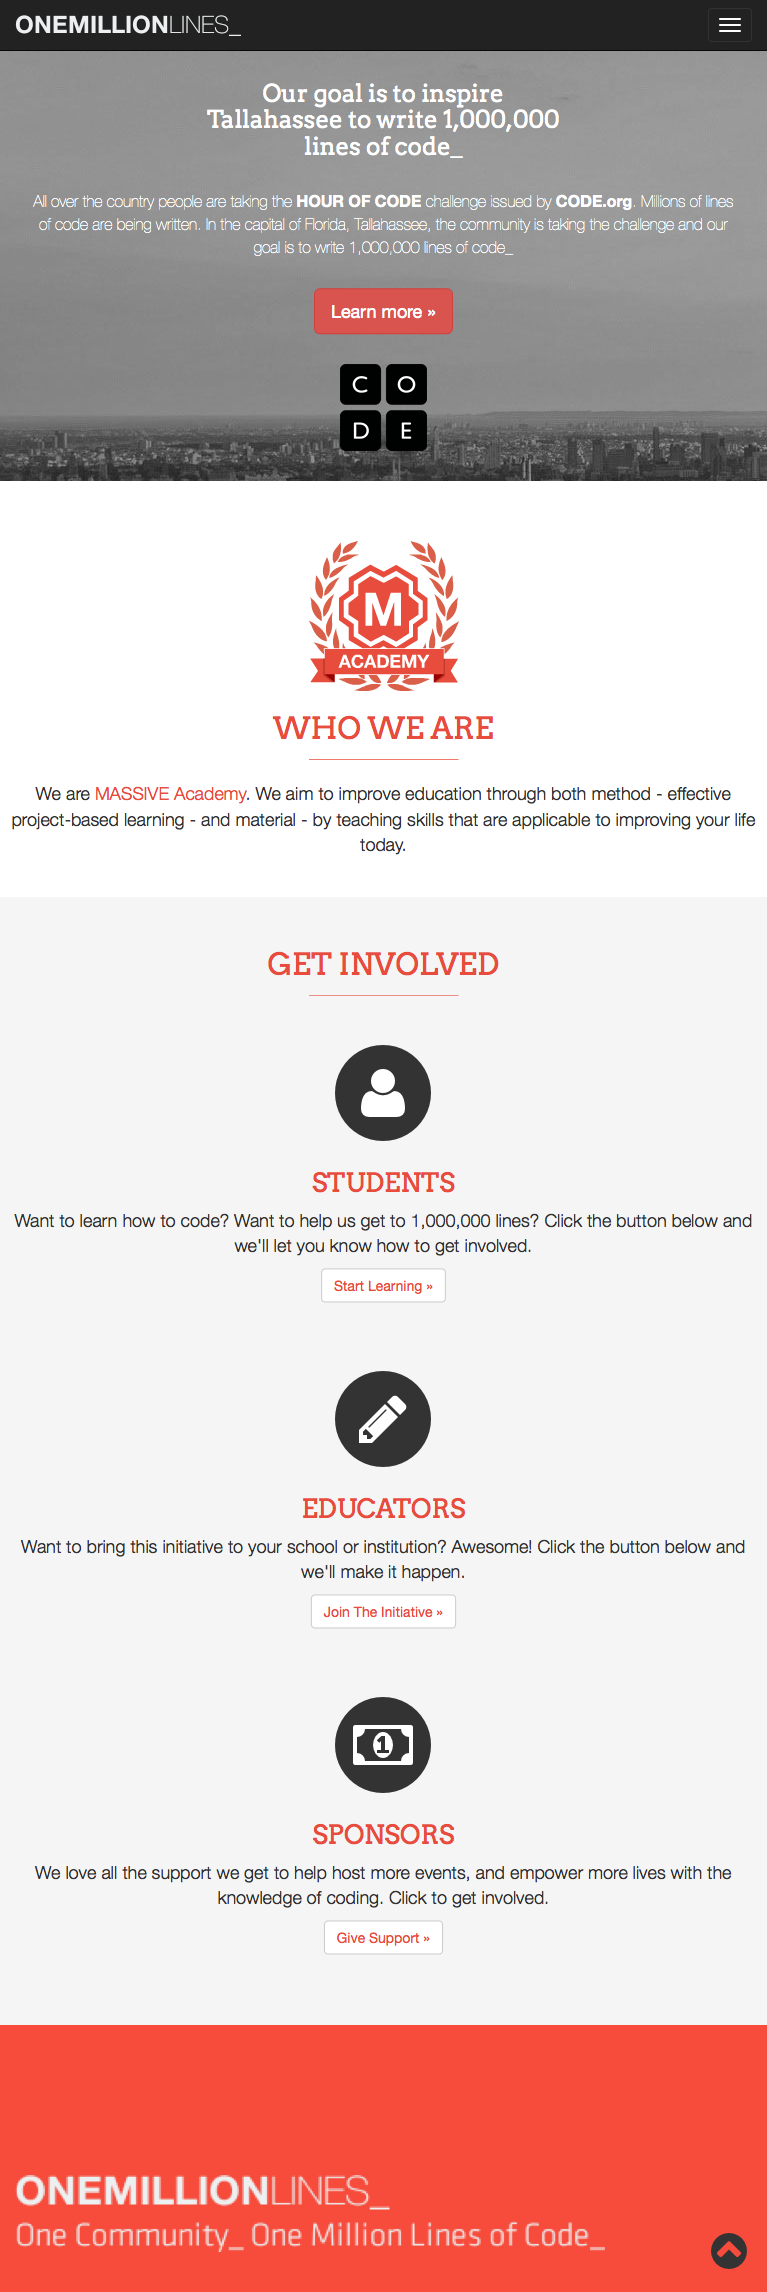 ONEMILLIONLINES_
Our goal is to inspire
Tallahassee to write 1,000,000
lines of code_
All over the country people are taking the HOUR OF CODE challenge issued by CODE.org. Millions of lines
of code are being written. In the capital of Florida, Tallahassee, the community is taking the challenge and our
goal is to write 1,000,000 lines of code_
Learn more »
C O
D E
M
ACADEMY
WHO WE ARE
We are MASSIVE Academy. We aim to improve education through both method - effective
project-based learning - and material - by teaching skills that are applicable to improving your life
today.
GET INVOLVED
STUDENTS
Want to learn how to code? Want to help us get to 1,000,000 lines? Click the button below and
we'll let you know how to get involved.
Start Learning »
EDUCATORS
Want to bring this initiative to your school or institution? Awesome! Click the button below and
we'll make it happen.
Join The Initiative »
1
SPONSORS
We love all the support we get to help host more events, and empower more lives with the
knowledge of coding. Click to get involved.
Give Support »
ONEMILLIONLINES_
One Community_ One Million Lines of Code_